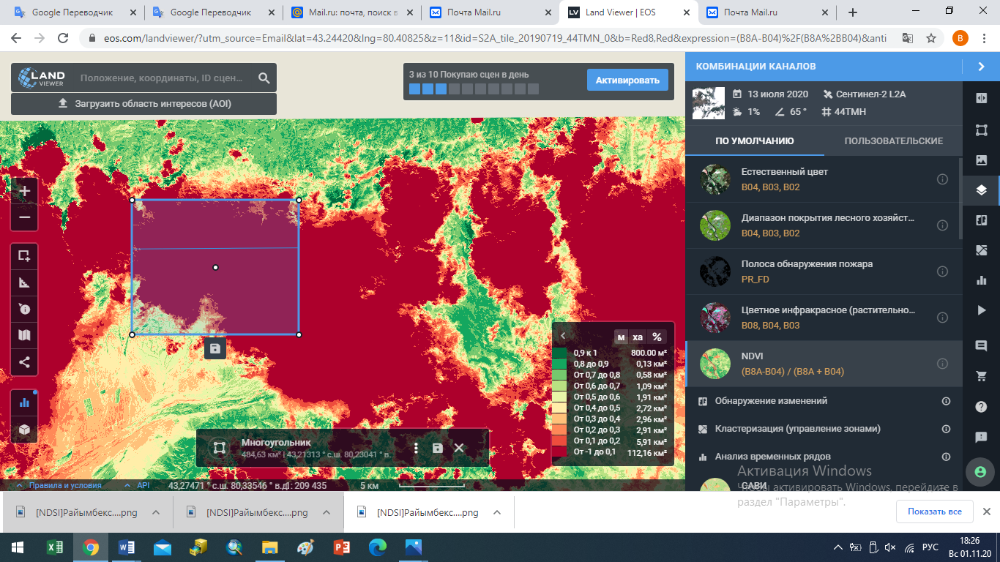 Google Переводчик
Google Переводчик
Mail.ru: почта, поиск в
Почта Mail.ru
Land Viewer | EOS
Почта Mail.ru
eos.com/landviewer/?utm_source=Email&lat=43.24420&lng=80.40825&z=11&id=S2A_tile_20190719_44TMN_0&b=Red8,Red&expression=(B8A-B04)%2F(B8A%2BB04)&anti
B
LAND VIEWER
Положение, координаты, ID сцен...
Загрузить область интересов (AOI)
3 из 10 Покупаю сцен в день
Активировать
КОМБИНАЦИИ КАНАЛОВ
13 июля 2020
Сентинел-2 L2A
1%
65 °
44TMH
ПО УМОЛЧАНИЮ
ПОЛЬЗОВАТЕЛЬСКИЕ
Естественный цвет
B04, B03, B02
Диапазон покрытия лесного хозяйст...
B04, B03, B02
Полоса обнаружения пожара
PR_FD
Цветное инфракрасное (растительно...
B08, B04, B03
NDVI
(B8A-B04) / (B8A + B04)
Обнаружение изменений
Кластеризация (управление зонами)
Анализ временных рядов
САВИ
м га %
0,9 к 1 800.00 м²
0,8 до 0,9 0,13 км²
От 0,7 до 0,8 0,58 км²
От 0,6 до 0,7 1,09 км²
От 0,5 до 0,6 1,91 км²
От 0,4 до 0,5 2,72 км²
От 0,3 до 0,4 2,96 км²
От 0,2 до 0,3 2,91 км²
От 0,1 до 0,2 5,91 км²
От -1 до 0,1 112,16 км²
Многоугольник
484,63 км² | 43,21313 ° с.ш. 80,23041 ° в.
Правила и условия
API
43,27471 ° с.ш. 80,33546 ° в.д.: 209 435
5 км
Активация Windows
Чтобы активировать Windows, перейдите в
раздел "Параметры".
[NDSI]Райымбекс....png
[NDSI]Райымбекс....png
[NDSI]Райымбекс....png
Показать все
РУС
18:26
Вс 01.11.20